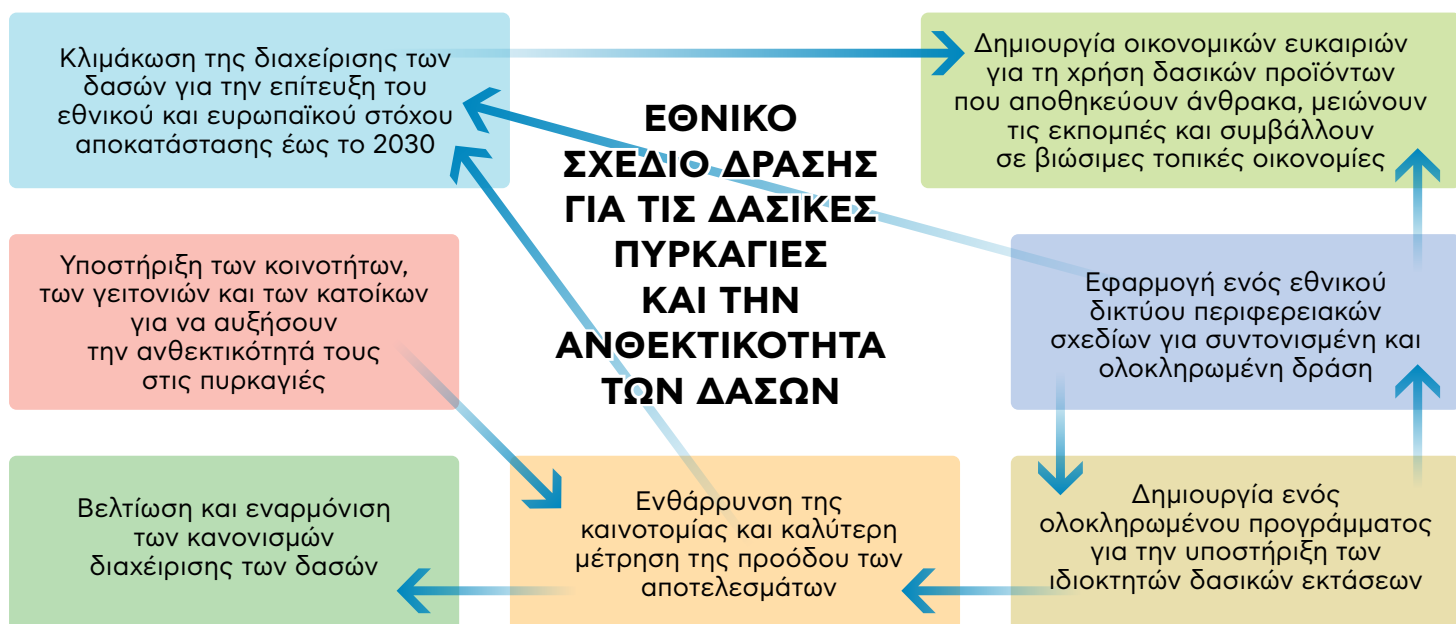 Κλιμάκωση της διαχείρισης των
δασών για την επίτευξη του
εθνικού και ευρωπαϊκού στόχου
αποκατάστασης έως το 2030
Δημιουργία οικονομικών ευκαιριών
για τη χρήση δασικών προϊόντων
που αποθηκεύουν άνθρακα, μειώνουν
τις εκπομπές και συμβάλλουν
σε βιώσιμες τοπικές οικονομίες
ΕΘΝΙΚΟ
ΣΧΕΔΙΟ ΔΡΑΣΗΣ
ΓΙΑ ΤΙΣ ΔΑΣΙΚΕΣ
ΠΥΡΚΑΓΙΕΣ
ΚΑΙ ΤΗΝ
ΑΝΘΕΚΤΙΚΟΤΗΤΑ
ΤΩΝ ΔΑΣΩΝ
Υποστήριξη των κοινοτήτων,
των γειτονιών και των κατοίκων
για να αυξήσουν
την ανθεκτικότητά τους
στις πυρκαγιές
Εφαρμογή ενός εθνικού
δικτύου περιφερειακών
σχεδίων για συντονισμένη και
ολοκληρωμένη δράση
Βελτίωση και εναρμόνιση
των κανονισμών
διαχέιρισης των δασών
Ενθάρρυνση της
καινοτομίας και καλύτερη
μέτρηση της προόδου των
αποτελεσμάτων
Δημιουργία ενός
ολοκληρωμένου προγράμματος
για την υποστήριξη των
ιδιοκτητών δασικών εκτάσεων